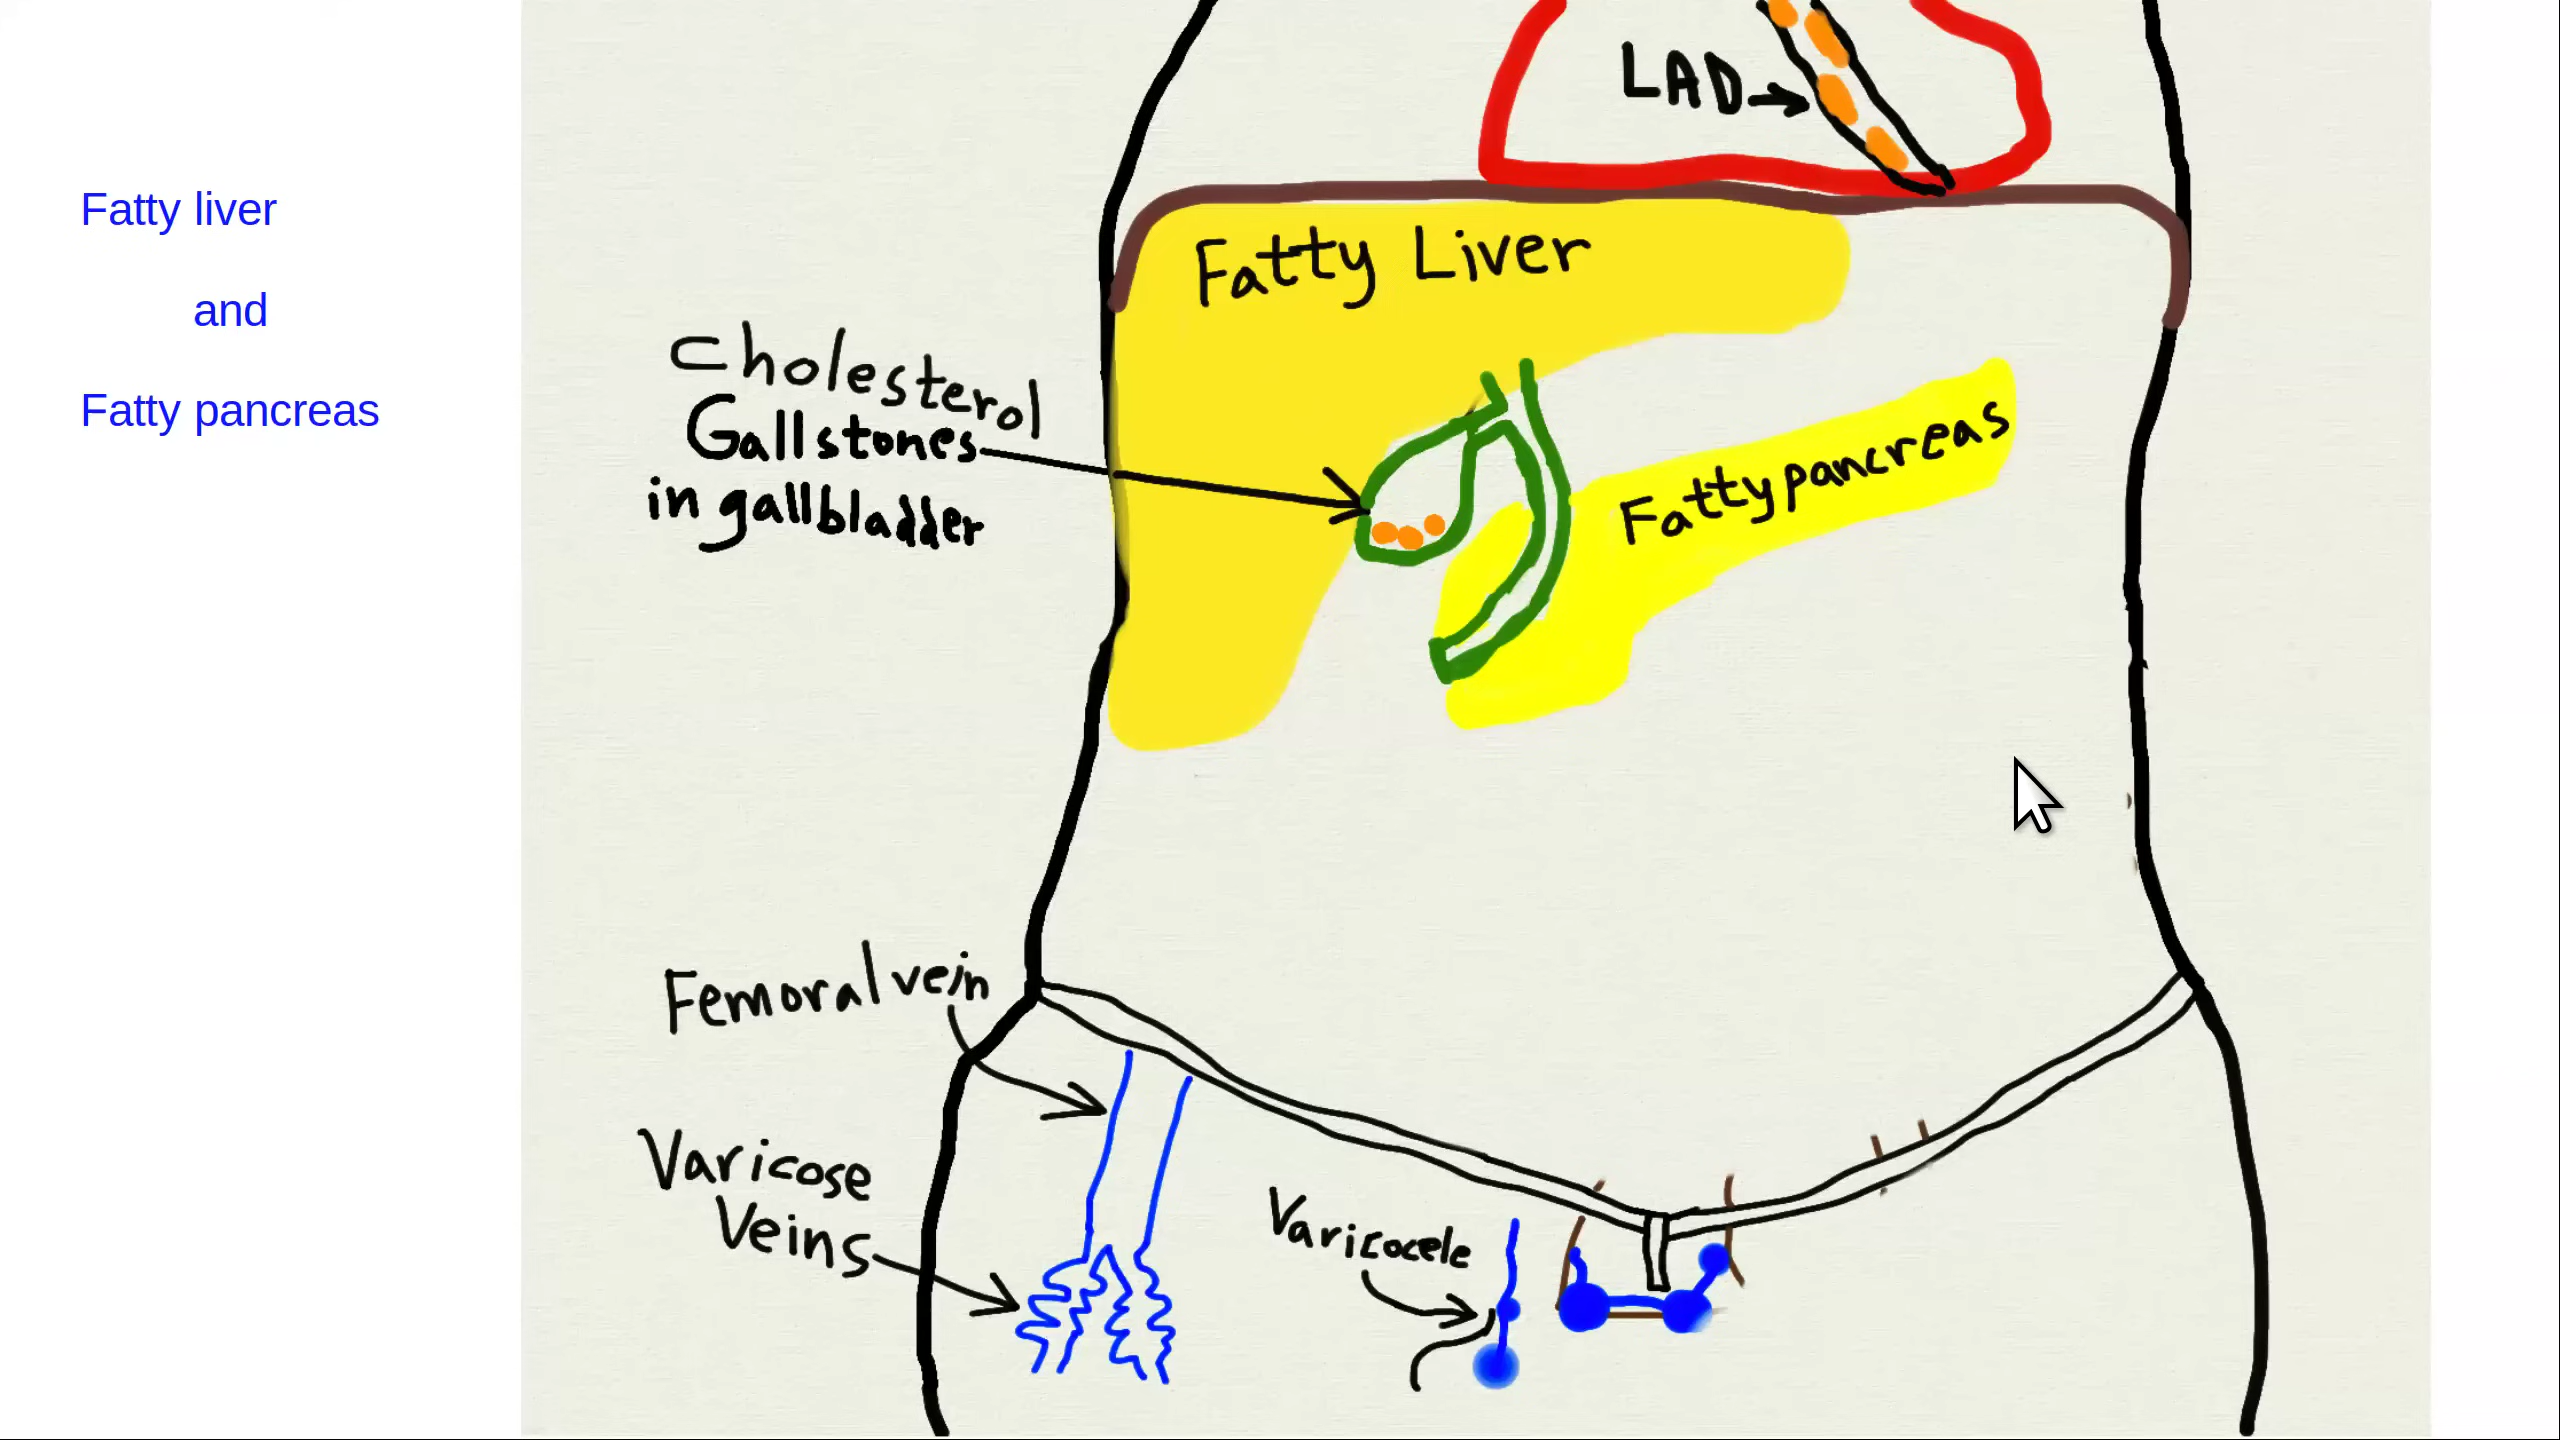 Fatty liver
and
Fatty pancreas
LAD
Fatty Liver
Cholesterol
Gallstones
in gallbladder
Fatty pancreas
Femoral vein
Varicose
Veins
Varicocele